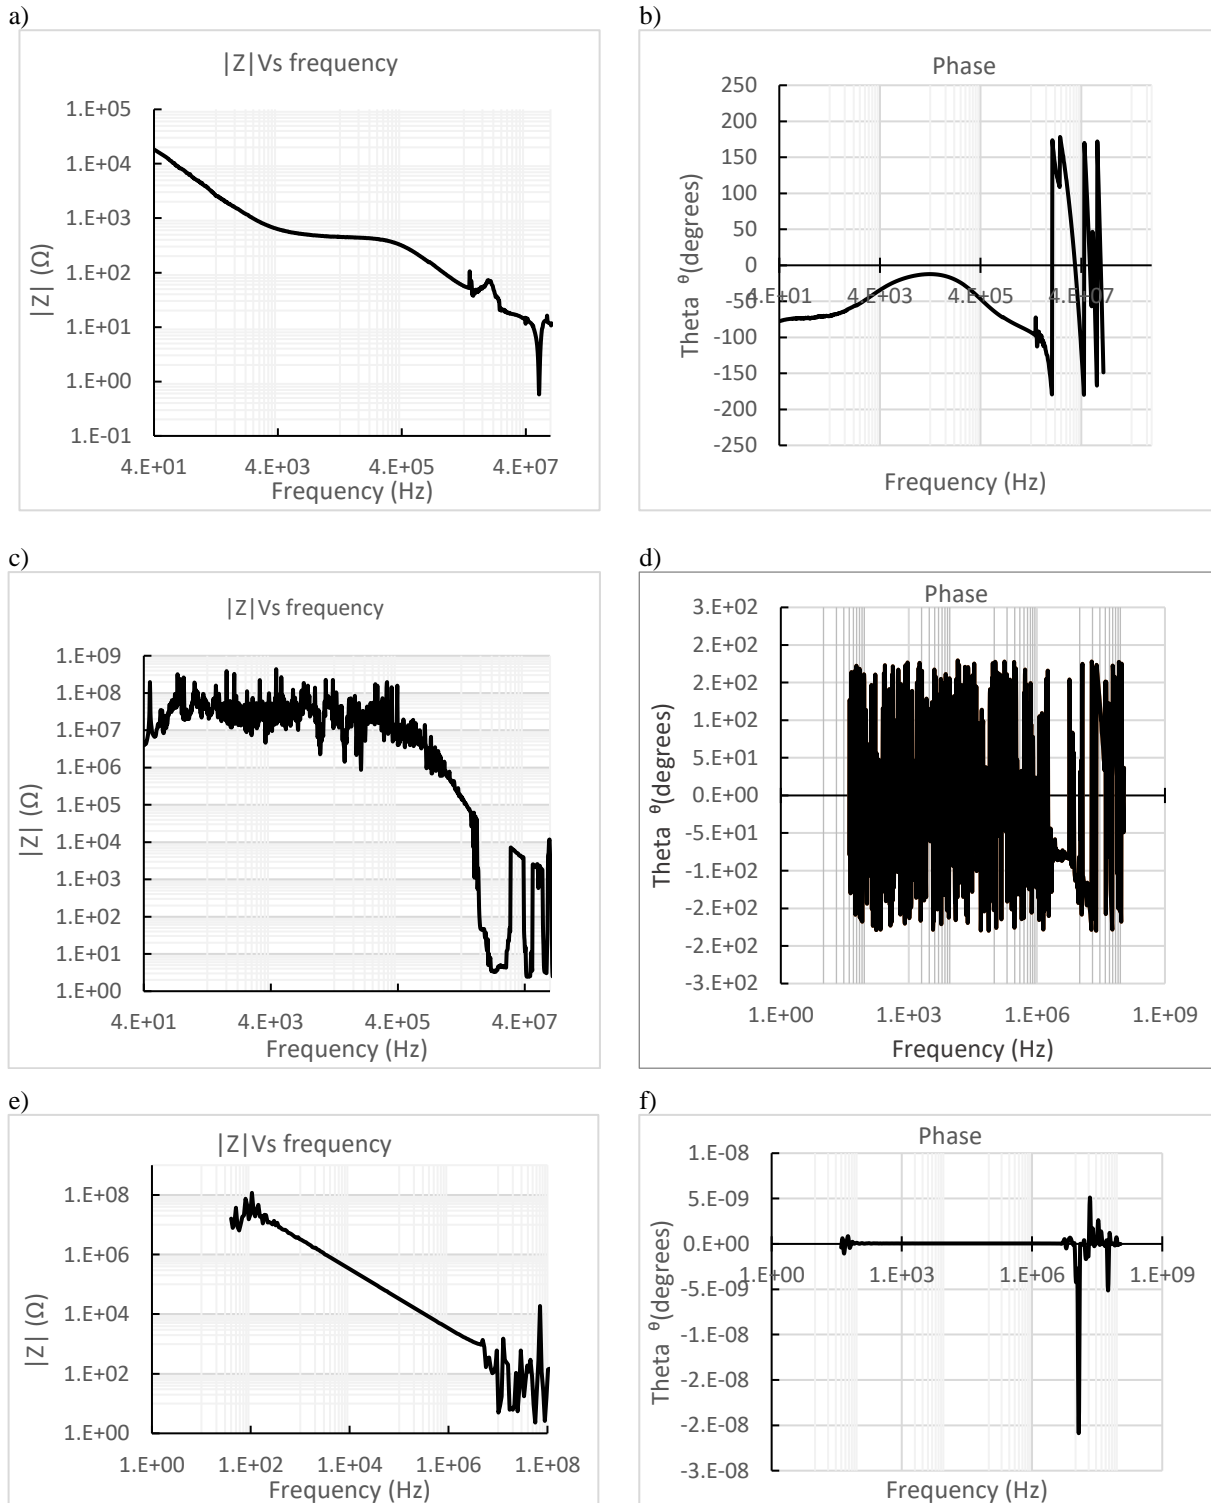 a)
|Z|Vs frequency
1.E+05
1.E+04
1.E+03
1.E+02
1.E+01
1.E+00
1.E-01
|Z| (Ω)
4.E+01 4.E+03 4.E+05 4.E+07
Frequency (Hz)
b)
Phase
250
200
150
100
50
0
-50
-100
-150
-200
-250
Theta θ(degrees)
4.E+01 4.E+03 4.E+05 4.E+07
Frequency (Hz)
c)
|Z|Vs frequency
1.E+09
1.E+08
1.E+07
1.E+06
1.E+05
1.E+04
1.E+03
1.E+02
1.E+01
1.E+00
|Z| (Ω)
4.E+01 4.E+03 4.E+05 4.E+07
Frequency (Hz)
d)
Phase
3.E+02
2.E+02
2.E+02
1.E+02
5.E+01
0.E+00
-5.E+01
-1.E+02
-2.E+02
-2.E+02
-3.E+02
Theta θ(degrees)
1.E+00 1.E+03 1.E+06 1.E+09
Frequency (Hz)
e)
|Z|Vs frequency
1.E+08
1.E+06
1.E+04
1.E+02
1.E+00
|Z| (Ω)
1.E+00 1.E+02 1.E+04 1.E+06 1.E+08
Frequency (Hz)
f)
Phase
1.E-08
5.E-09
0.E+00
-5.E-09
-1.E-08
-2.E-08
-2.E-08
-3.E-08
Theta θ(degrees)
1.E+00 1.E+03 1.E+06 1.E+09
Frequency (Hz)